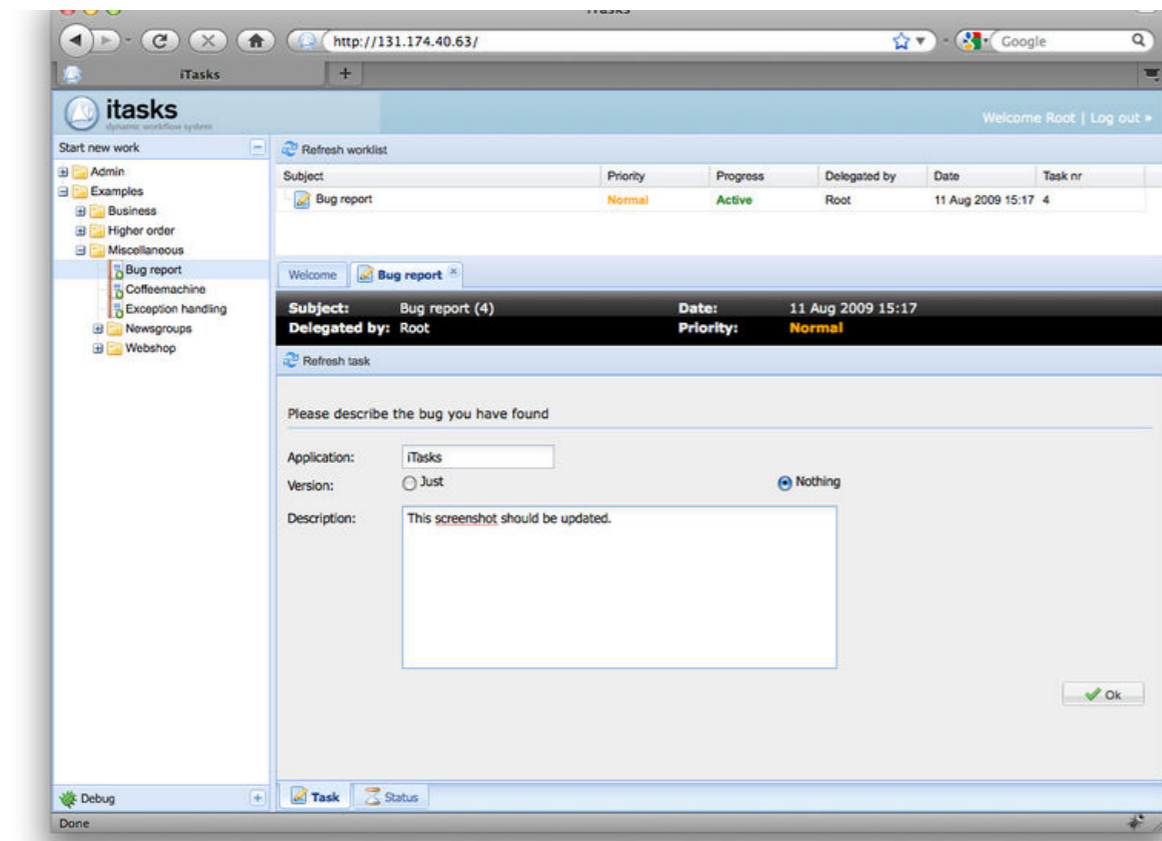 iTasks
http://131.174.40.63/
Google
iTasks
+
itasks
dynamic workflow system
Welcome Root | Log out »
Start new work
Refresh worklist
Admin
Examples
Business
Higher order
Miscellaneous
Bug report
Coffeemachine
Exception handling
Newsgroups
Webshop
Subject Priority Progress Delegated by Date Task nr
Bug report Normal Active Root 11 Aug 2009 15:17 4
Welcome Bug report
Subject: Bug report (4) Date: 11 Aug 2009 15:17
Delegated by: Root Priority: Normal
Refresh task
Please describe the bug you have found
Application: iTasks
Version: Just Nothing
Description: This screenshot should be updated.
Ok
Debug
Task Status
Done